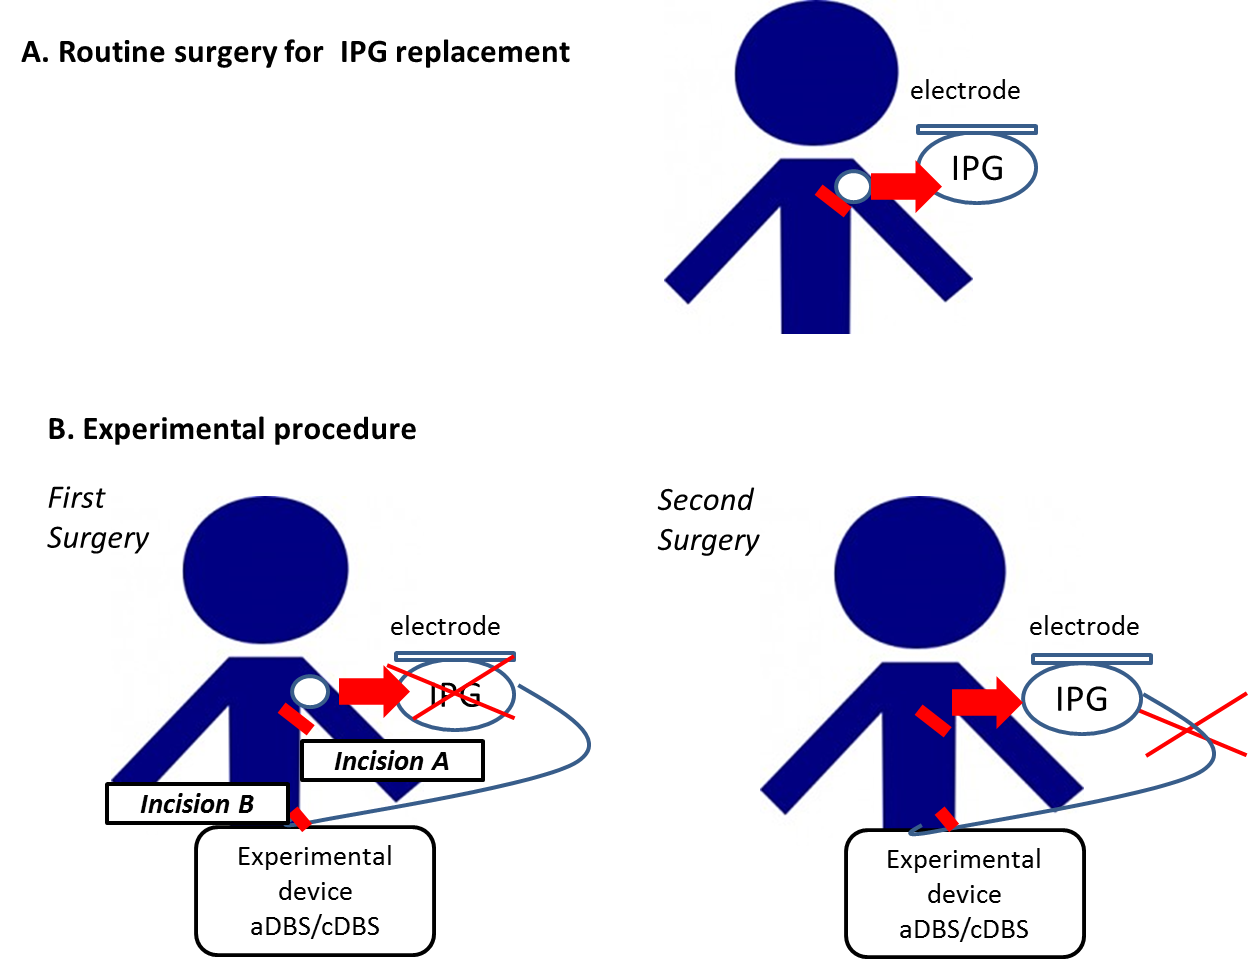 A. Routine surgery for IPG replacement
electrode
IPG
B. Experimental procedure
First
Surgery
electrode
IPG
Incision A
Incision B
Experimental
device
aDBS/cDBS
Second
Surgery
electrode
IPG
Experimental
device
aDBS/cDBS